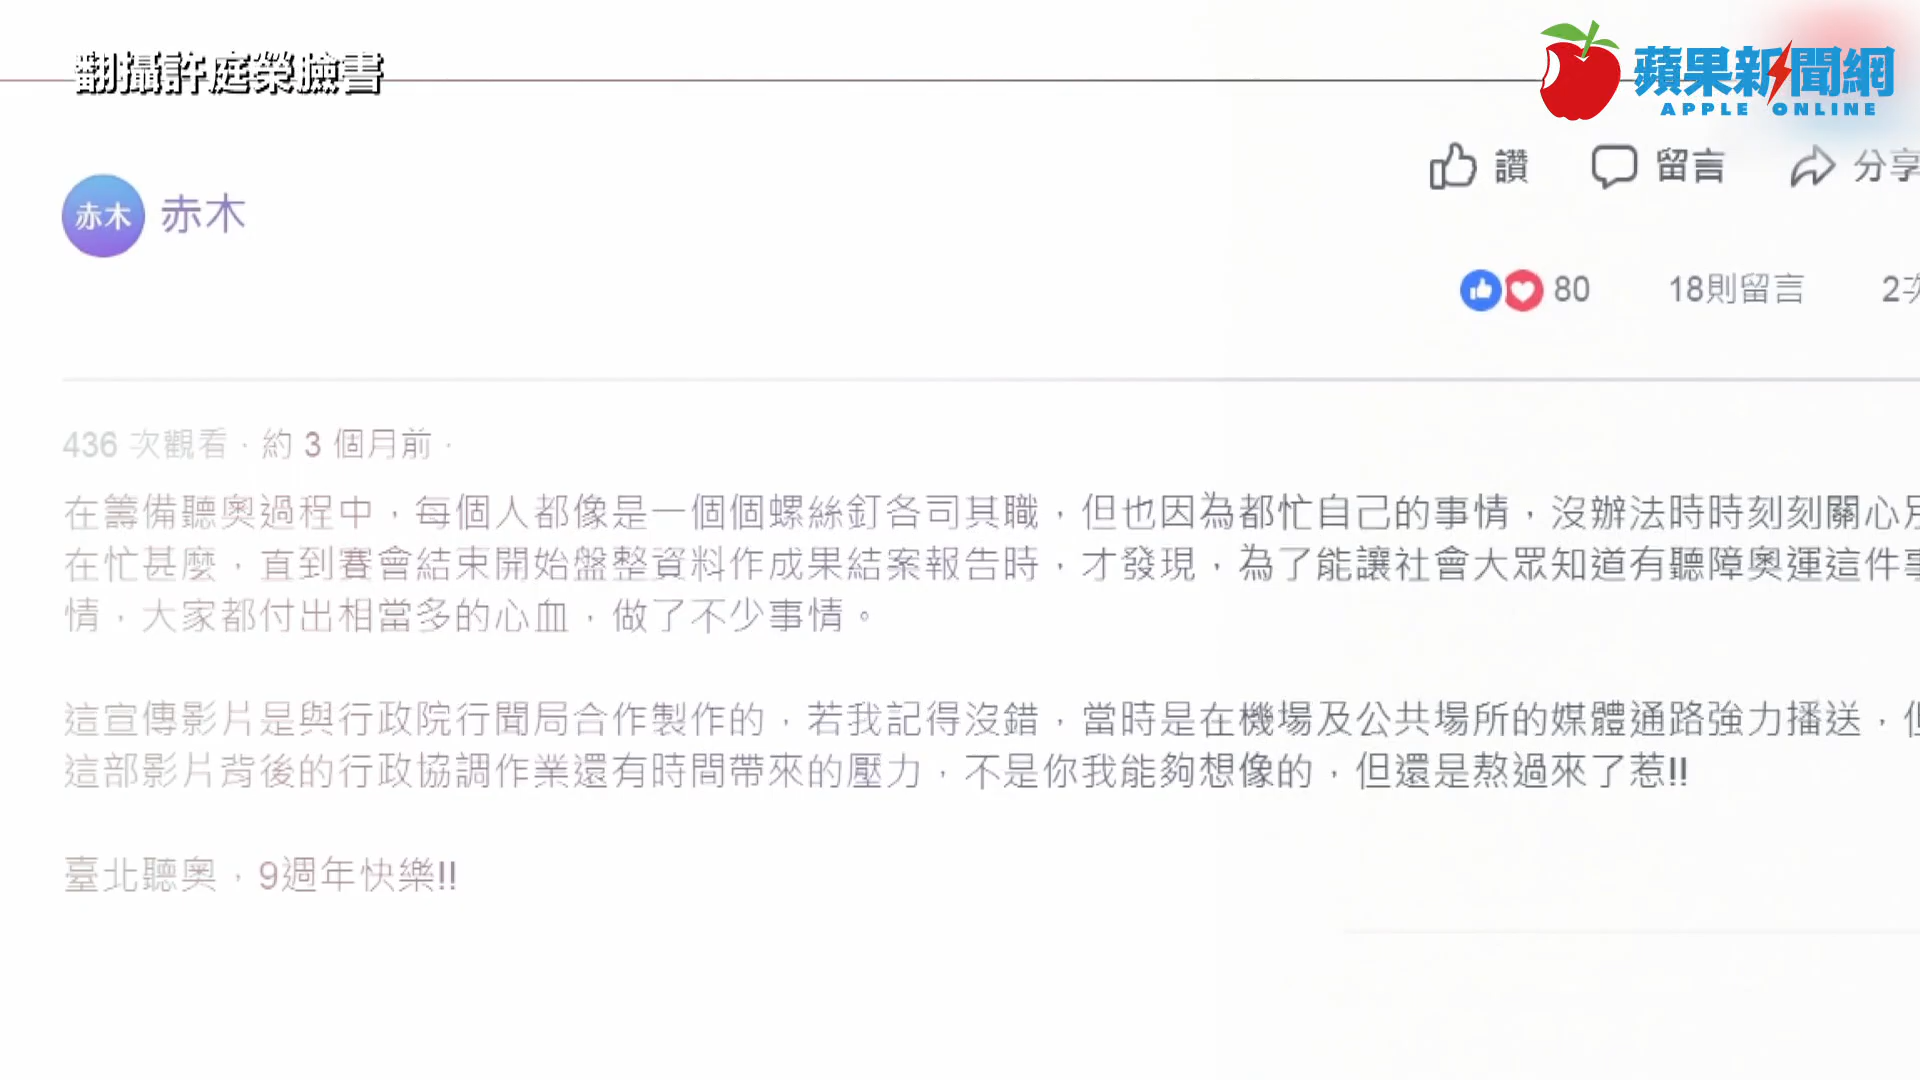 翻攝許庭榮臉書
蘋果新聞網
APPLE ONLINE
讚 留言 分享
赤木 赤木
80 18則留言 2次
436 次觀看 · 約 3 個月前 ·
在籌備聽奧過程中，每個人都像是一個個螺絲釘各司其職，但也因為都忙自己的事情，沒辦法時時刻刻關心別
在忙甚麼，直到賽會結束開始盤整資料作成果結案報告時，才發現，為了能讓社會大眾知道有聽障奧運這件事
情，大家都付出相當多的心血，做了不少事情。
這宣傳影片是與行政院行聞局合作製作的，若我記得沒錯，當時是在機場及公共場所的媒體通路強力播送，但
這部影片背後的行政協調作業還有時間帶來的壓力，不是你我能夠想像的，但還是熬過來了惹!!
臺北聽奧，9週年快樂!!